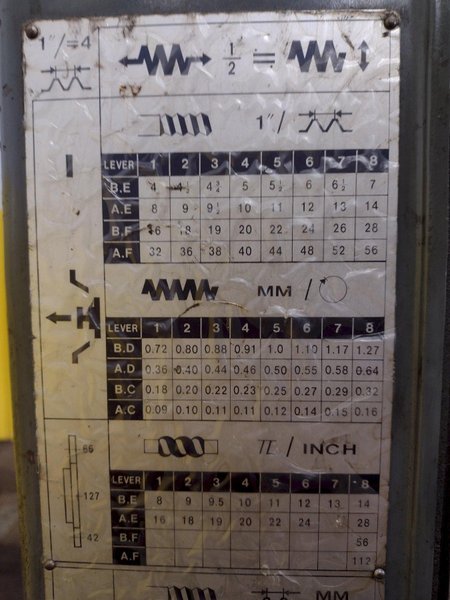 1"/=4
1/2 =
1"/
LEVER 1 2 3 4 5 6 7 8
B.E 4 4½ 4¾ 5 5½ 6 6½ 7
A.E 8 9 9½ 10 11 12 13 14
B.F 16 18 19 20 22 24 26 28
A.F 32 36 38 40 44 48 52 56
MM /
LEVER 1 2 3 4 5 6 7 8
B.D 0.72 0.80 0.88 0.91 1.0 1.10 1.17 1.27
A.D 0.36 0.40 0.44 0.46 0.50 0.55 0.58 0.64
B.C 0.18 0.20 0.22 0.23 0.25 0.27 0.29 0.32
A.C 0.09 0.10 0.11 0.11 0.12 0.14 0.15 0.16
π / INCH
66
127
42
LEVER 1 2 3 4 5 6 7 8
B.E 8 9 9.5 10 11 12 13 14
A.E 16 18 19 20 22 24 28
B.F 56
A.F 112
MM